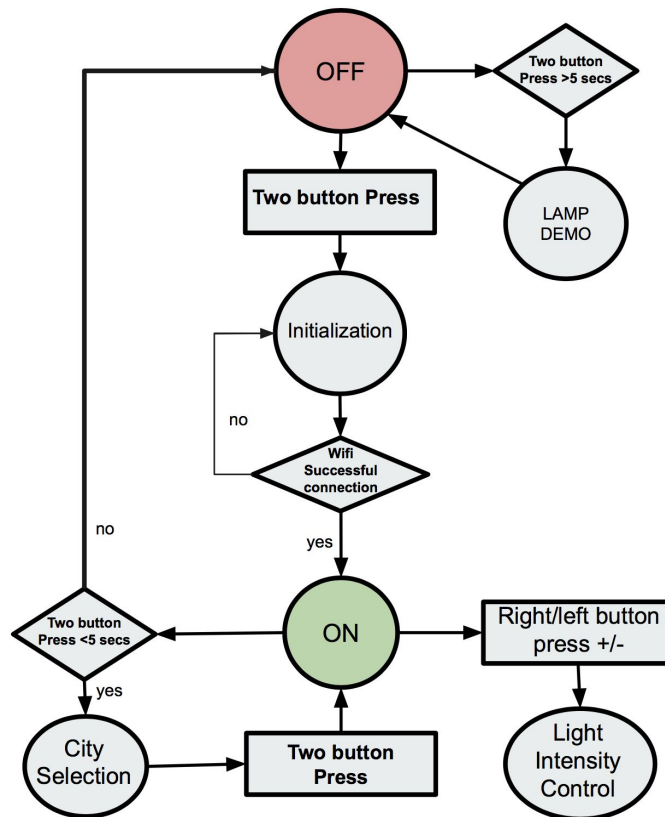 OFF
Two button
Press >5 secs
Two button Press
LAMP
DEMO
Initialization
no
Wifi
Successful
connection
no
yes
Two button
Press <5 secs
ON
Right/left button
press +/-
yes
City
Selection
Two button
Press
Light
Intensity
Control